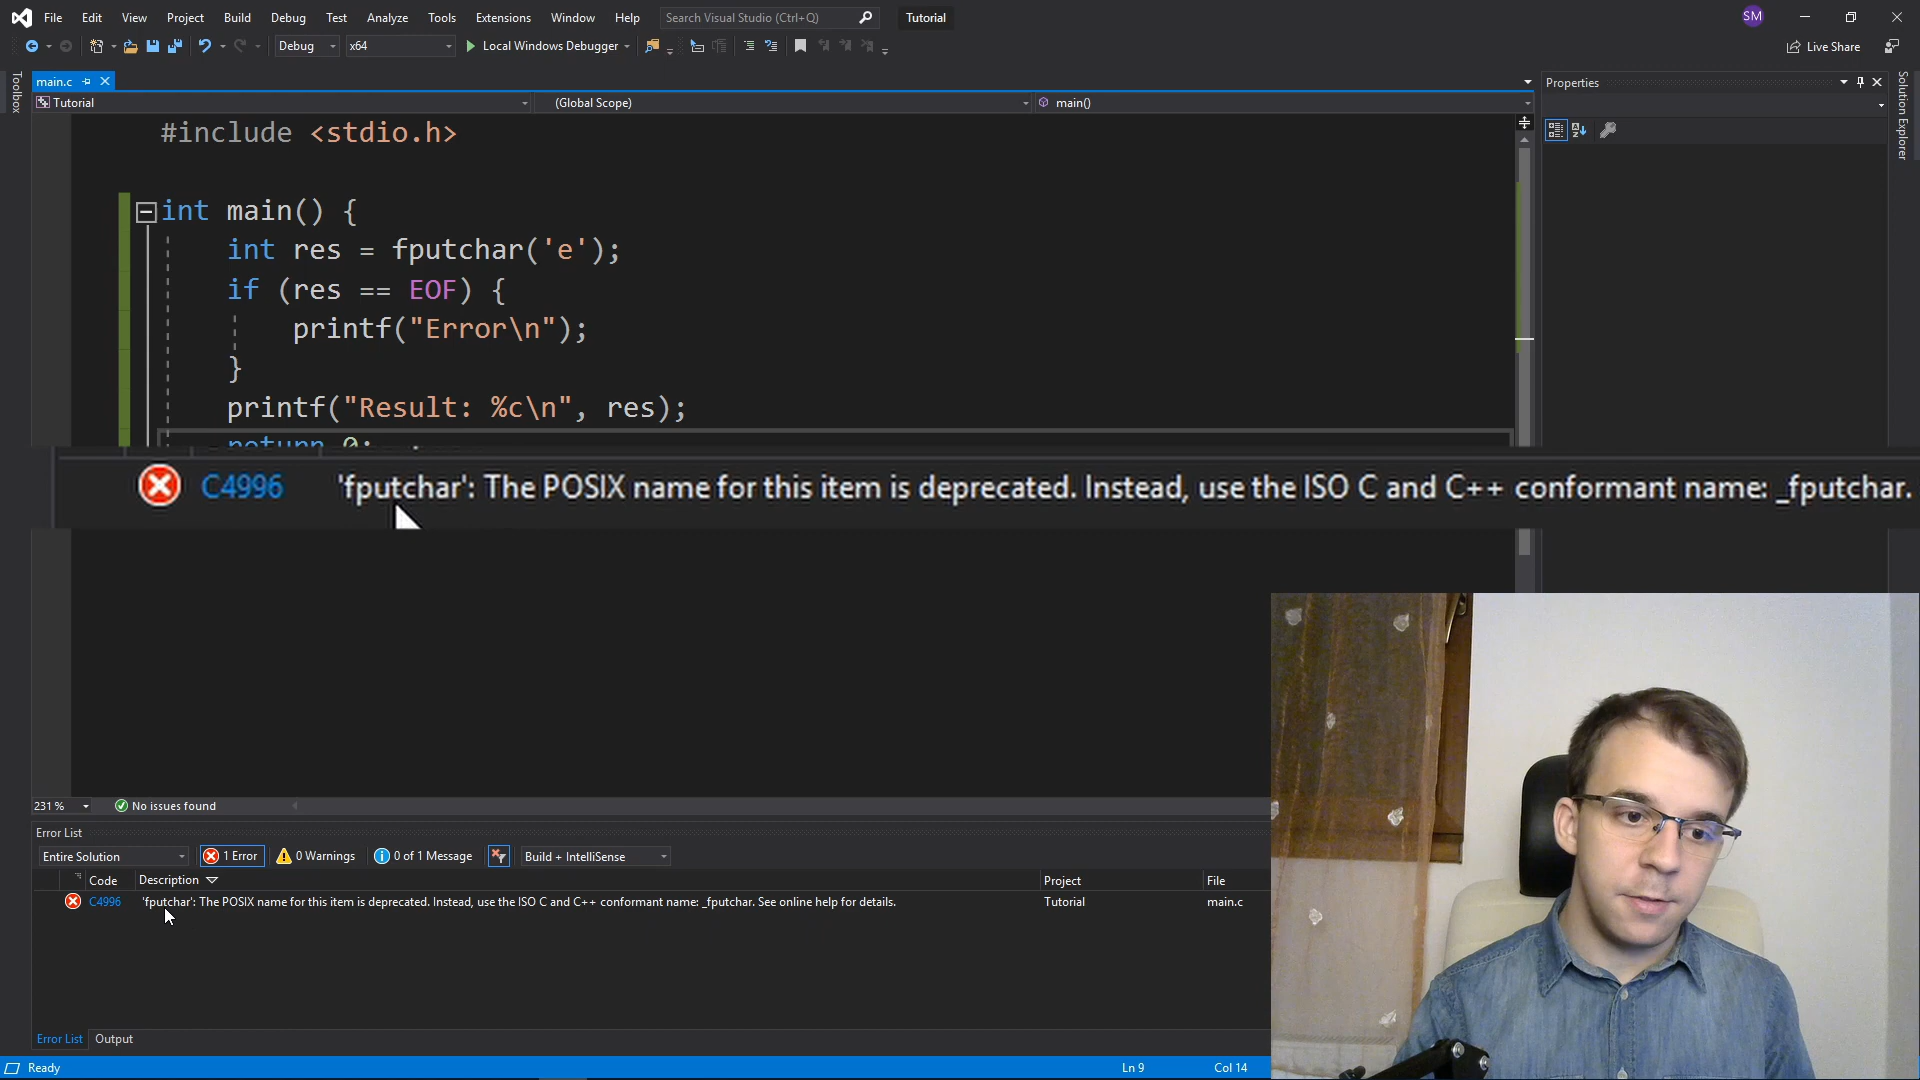 File Edit View Project Build Debug Test Analyze Tools Extensions Window Help Search Visual Studio (Ctrl+Q) Tutorial SM
Debug x64 Local Windows Debugger Live Share
Toolbox
main.c
Properties
Solution Explorer
Tutorial (Global Scope) main()
#include <stdio.h>
int main() {
int res = fputchar('e');
if (res == EOF) {
printf("Error\n");
}
printf("Result: %c\n", res);
return 0;
C4996 'fputchar': The POSIX name for this item is deprecated. Instead, use the ISO C and C++ conformant name: _fputchar.
231 % No issues found
Error List
Entire Solution 1 Error 0 Warnings 0 of 1 Message Build + IntelliSense
Code Description Project File
C4996 'fputchar': The POSIX name for this item is deprecated. Instead, use the ISO C and C++ conformant name: _fputchar. See online help for details. Tutorial main.c
Error List Output
Ready Ln 9 Col 14